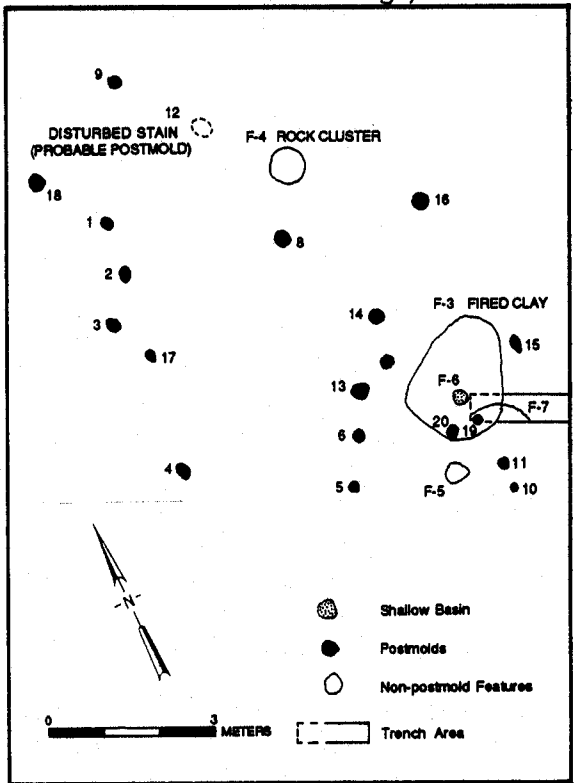 9
12
DISTURBED STAIN
(PROBABLE POSTMOLD)
F-4 ROCK CLUSTER
18
16
1
8
2
F-3 FIRED CLAY
14
3
15
17
13
F-6
F-7
6
20
19
4
11
5
F-5
10
N
Shallow Basin
Postmolds
Non-postmold Features
0
3
METERS
Trench Area